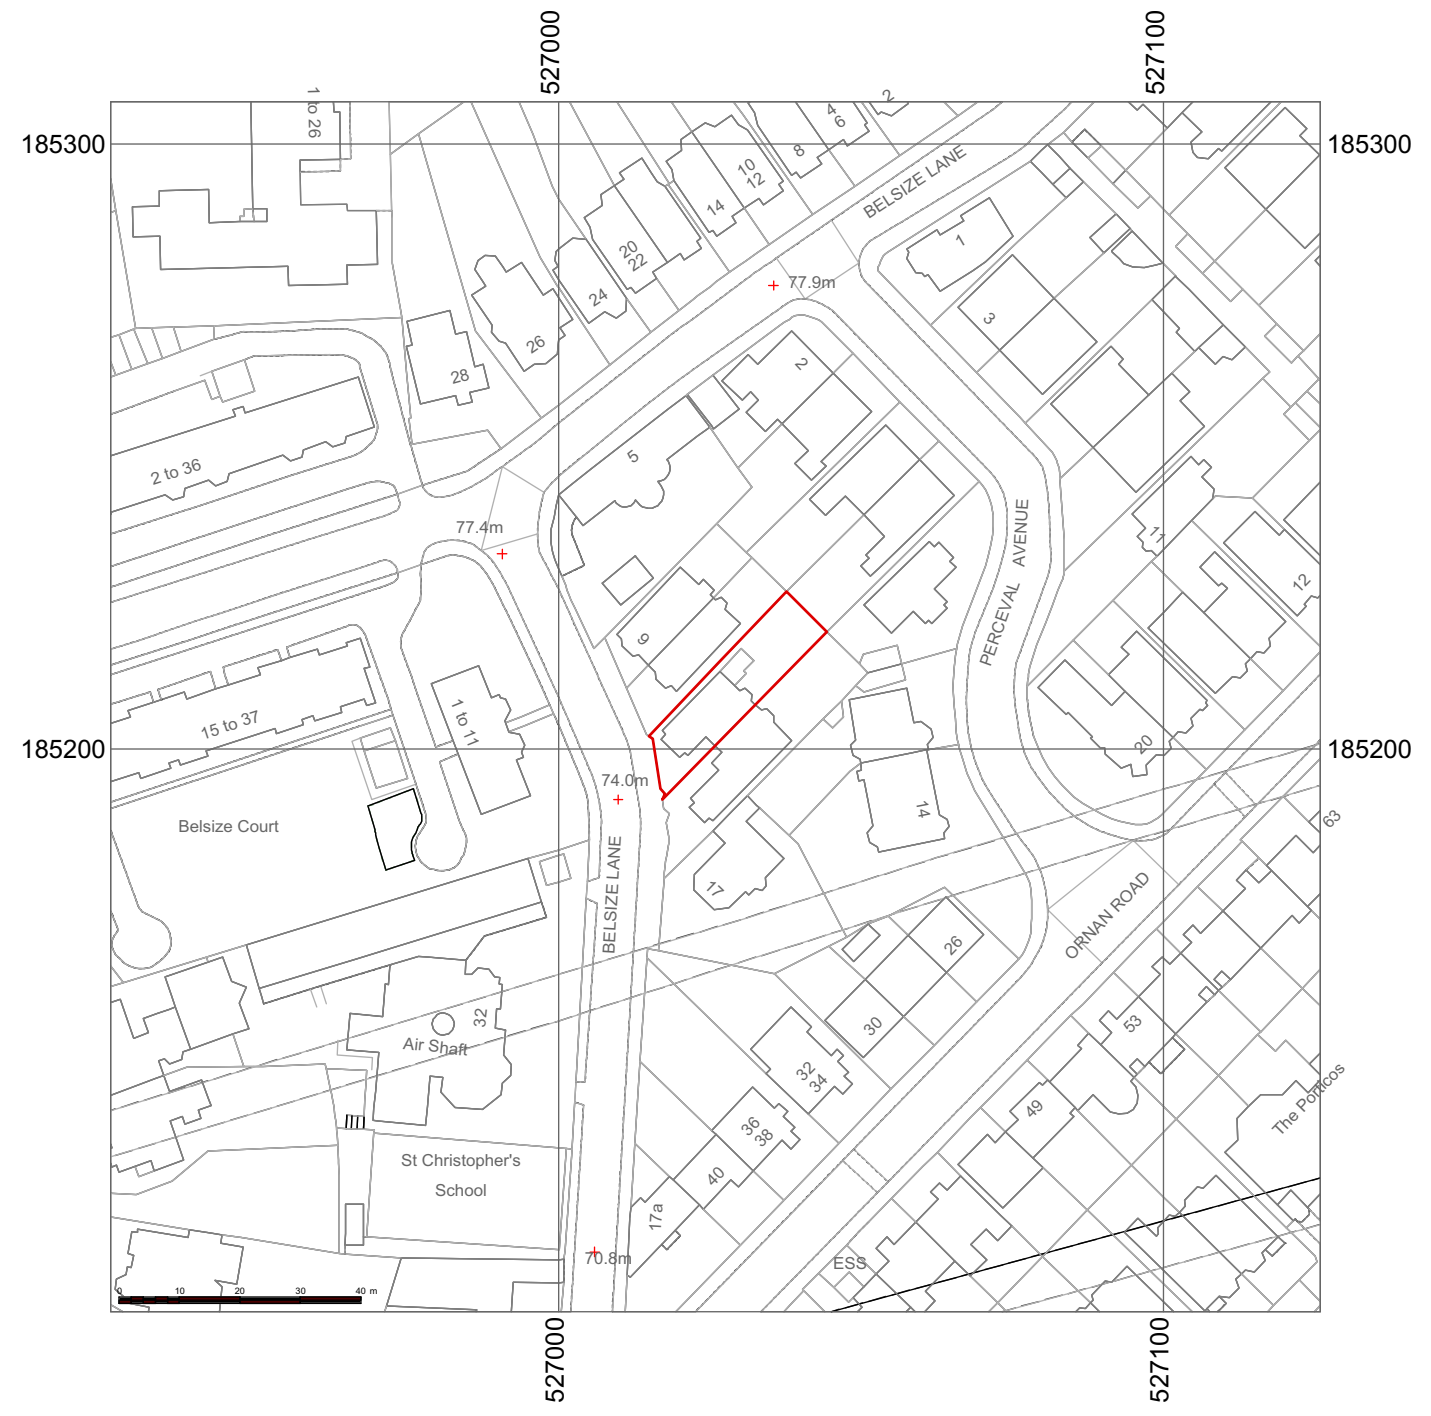 527000
527100
185300
185300
1 to 26
4
6
2
8
10
12
14
BELSIZE LANE
20
22
1
24
77.9m
3
26
28
2
5
2 to 36
77.4m
PERCEVAL AVENUE
11
12
9
1 to 11
15 to 37
20
185200
185200
74.0m
14
63
Belsize Court
BELSIZE LANE
17
ORNAN ROAD
26
32
Air Shaft
30
53
32
34
49
The Porticos
36
38
St Christopher's
School
40
17a
70.8m
ESS
0 10 20 30 40 m
527000
527100